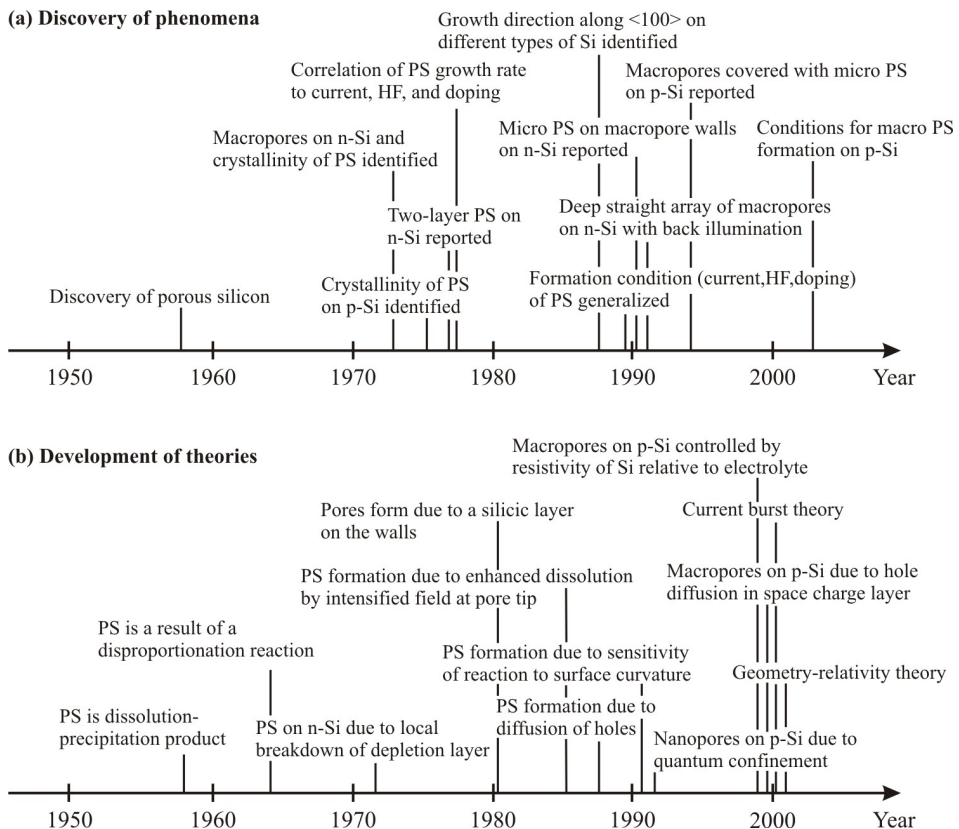 (a) Discovery of phenomena
Growth direction along <100> on
different types of Si identified
Correlation of PS growth rate
to current, HF, and doping
Macropores covered with micro PS
on p-Si reported
Macropores on n-Si and
crystallinity of PS identified
Micro PS on macropore walls
on n-Si reported
Conditions for macro PS
formation on p-Si
Two-layer PS on
n-Si reported
Deep straight array of macropores
on n-Si with back illumination
Discovery of porous silicon
Crystallinity of PS
on p-Si identified
Formation condition (current,HF,doping)
of PS generalized
1950 1960 1970 1980 1990 2000 Year
(b) Development of theories
Macropores on p-Si controlled by
resistivity of Si relative to electrolyte
Pores form due to a silicic layer
on the walls
Current burst theory
PS formation due to enhanced dissolution
by intensified field at pore tip
Macropores on p-Si due to hole
diffusion in space charge layer
PS is a result of a
disproportionation reaction
PS formation due to sensitivity
of reaction to surface curvature
Geometry-relativity theory
PS is dissolution-
precipitation product
PS on n-Si due to local
breakdown of depletion layer
PS formation due to
diffusion of holes
Nanopores on p-Si due to
quantum confinement
1950 1960 1970 1980 1990 2000 Year